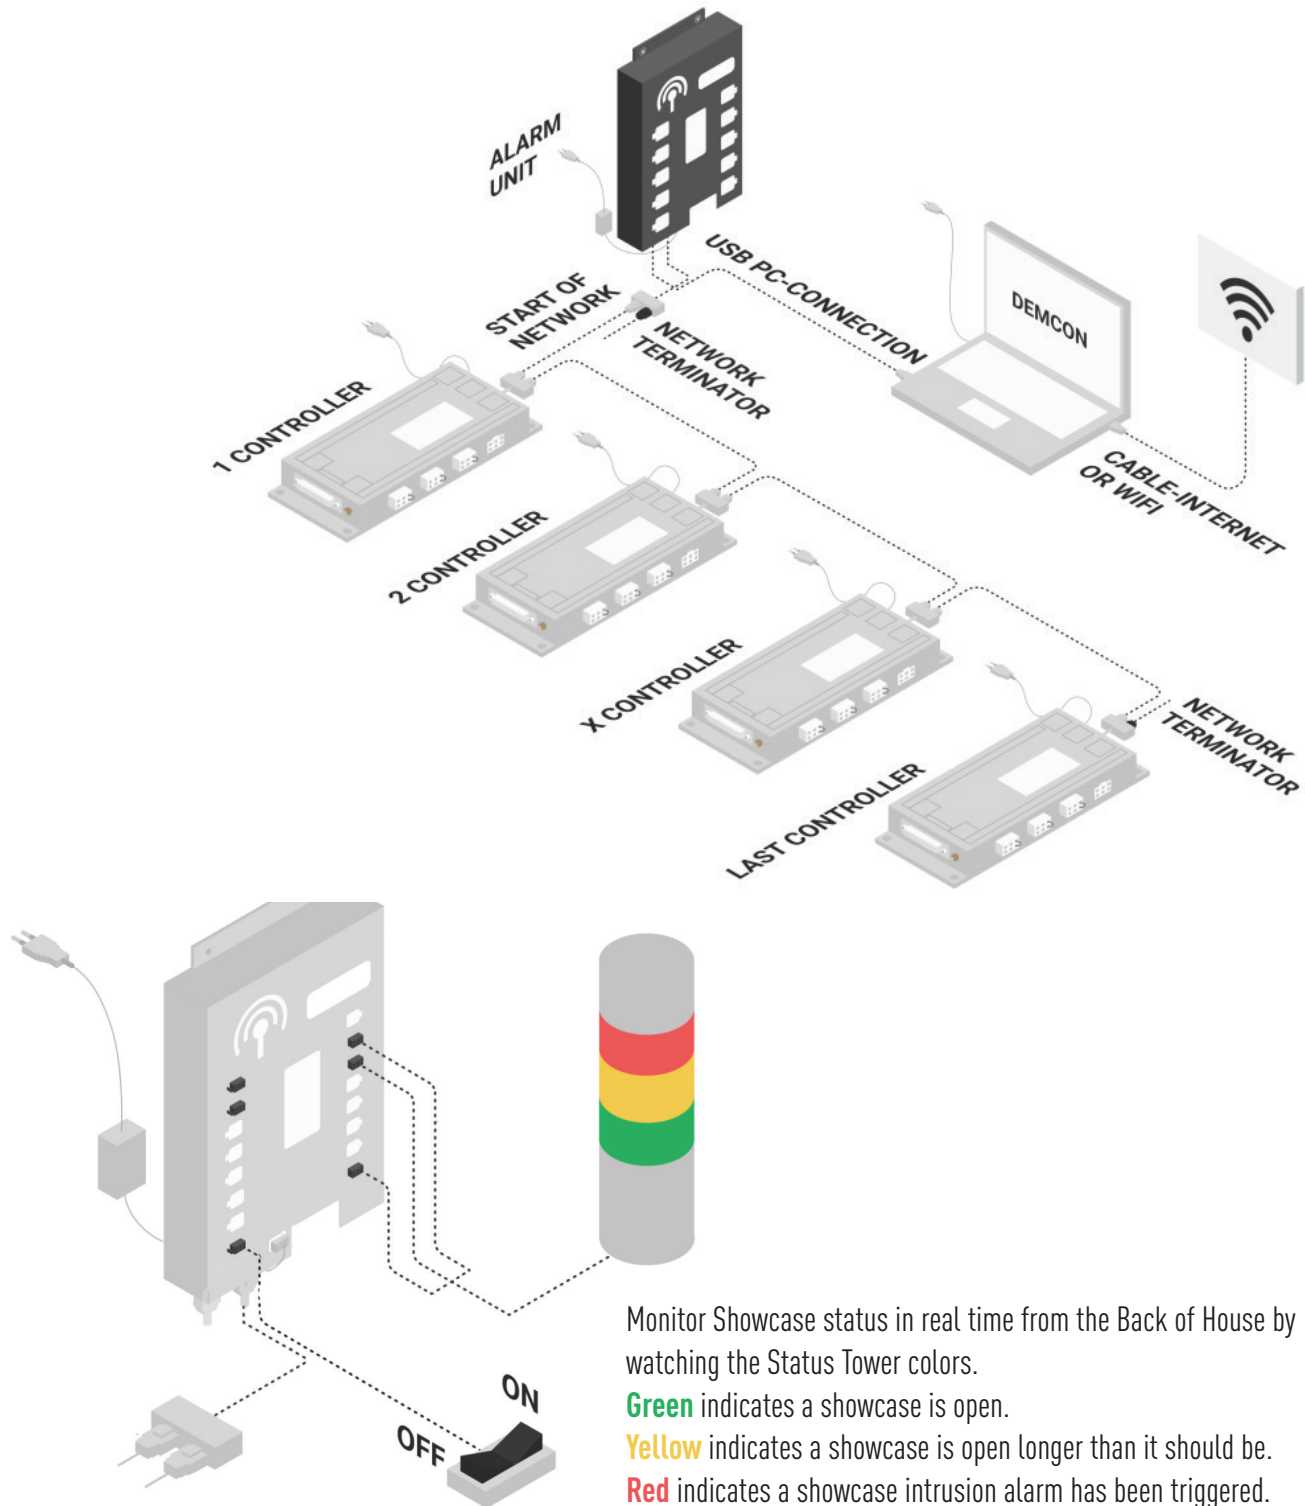 ALARM
UNIT
USB PC-CONNECTION
START OF
NETWORK
NETWORK
TERMINATOR
DEMCON
1 CONTROLLER
CABLE-INTERNET
OR WIFI
2 CONTROLLER
X CONTROLLER
NETWORK
TERMINATOR
LAST CONTROLLER
ON
OFF
Monitor Showcase status in real time from the Back of House by
watching the Status Tower colors.
Green indicates a showcase is open.
Yellow indicates a showcase is open longer than it should be.
Red indicates a showcase intrusion alarm has been triggered.